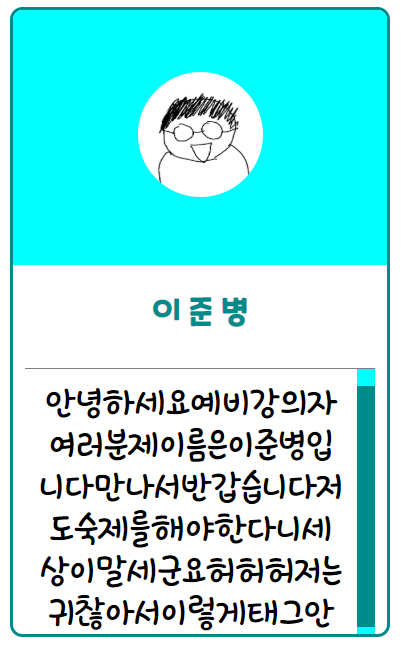 이 준 병
안녕하세요예비강의자
여러분제이름은이준병입
니다만나서반갑습니다저
도숙제를해야한다니세
상이말세군요허허허저는
귀찮아서이렇게태그안